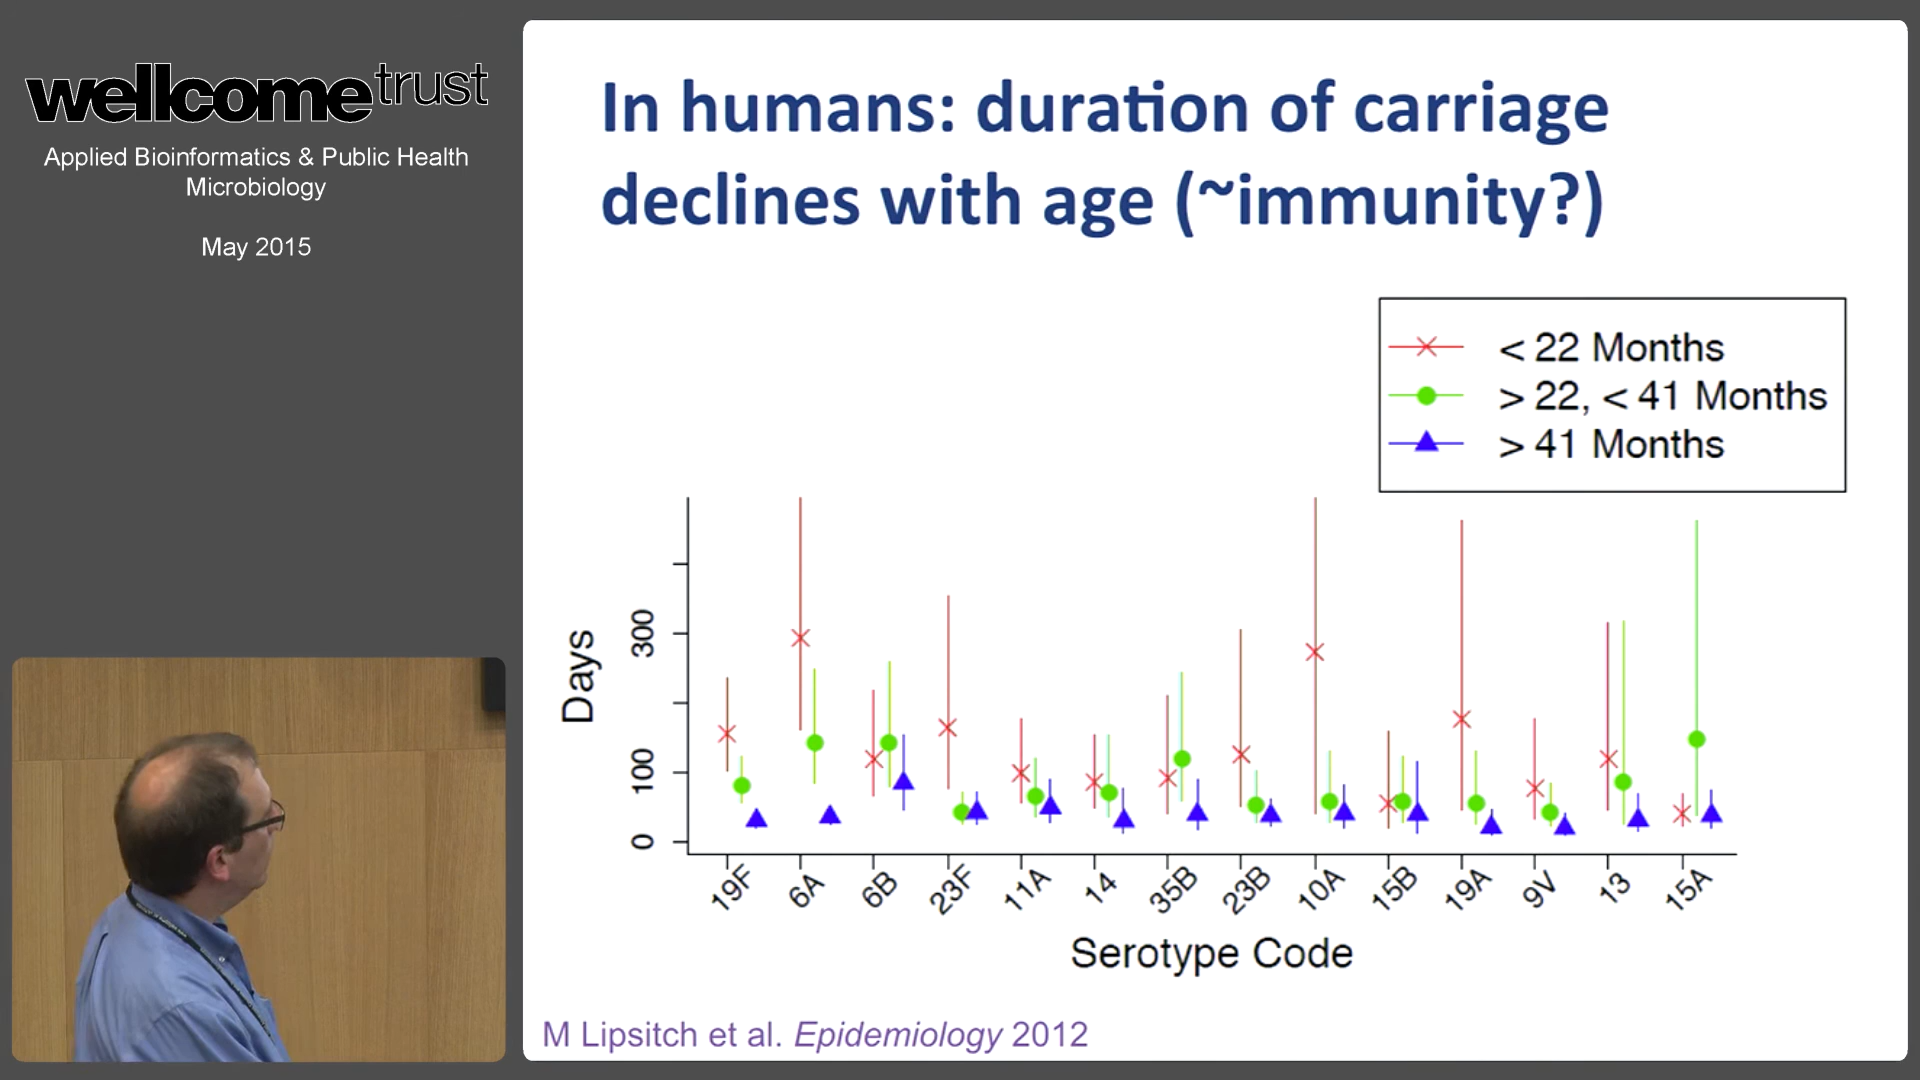 wellcometrust
Applied Bioinformatics & Public Health
Microbiology
May 2015
In humans: duration of carriage
declines with age (~immunity?)
< 22 Months
> 22, < 41 Months
> 41 Months
Days
300
100
0
19F 6A 6B 23F 11A 14 35B 23B 10A 15B 19A 9V 13 15A
Serotype Code
M Lipsitch et al. Epidemiology 2012